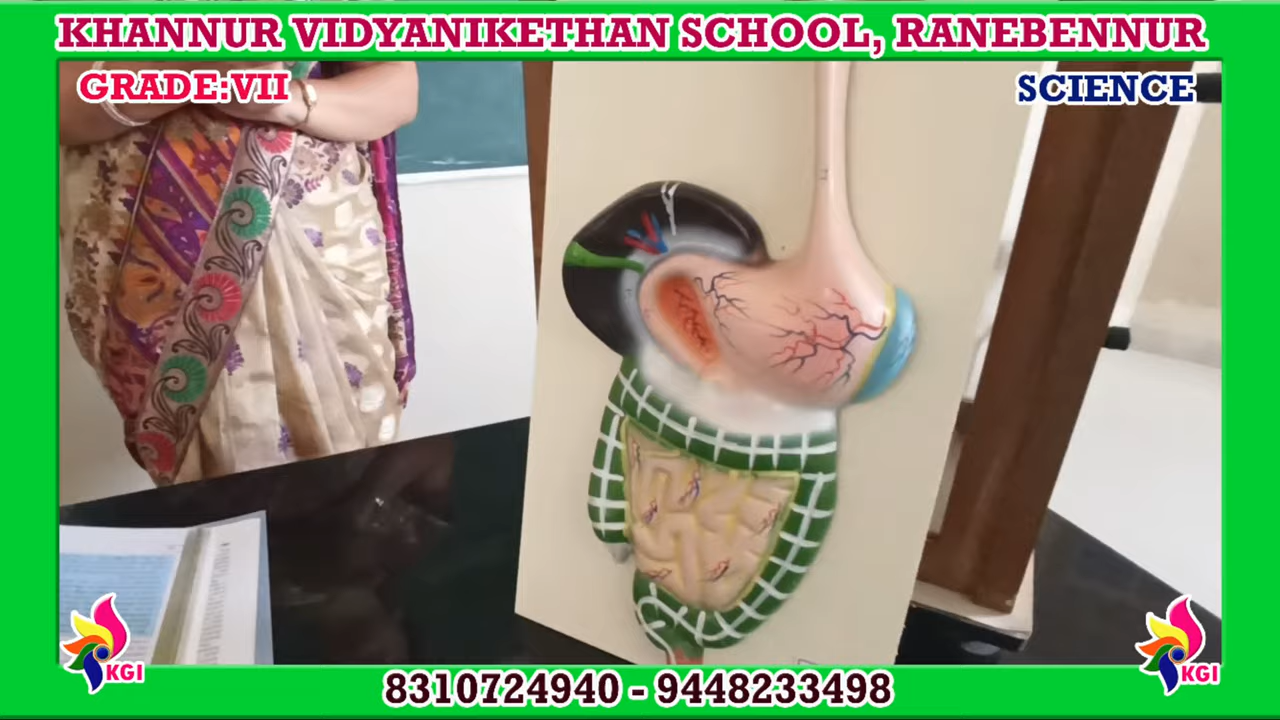 KHANNUR VIDYANIKETHAN SCHOOL, RANEBENNUR
GRADE:VII
SCIENCE
KGI
KGI
8310724940 - 9448233498